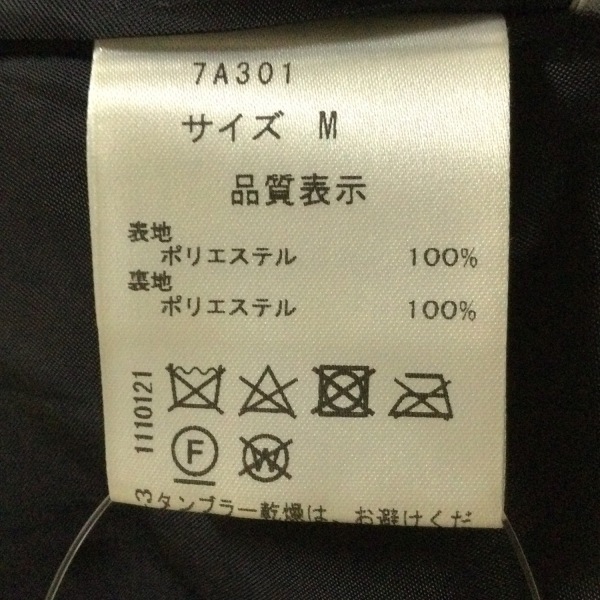 7A301
サイズ M
品質表示
表地
ポリエステル 100%
裏地
ポリエステル 100%
1110121
F
W
3
タンブラー乾燥は、お避けくだ